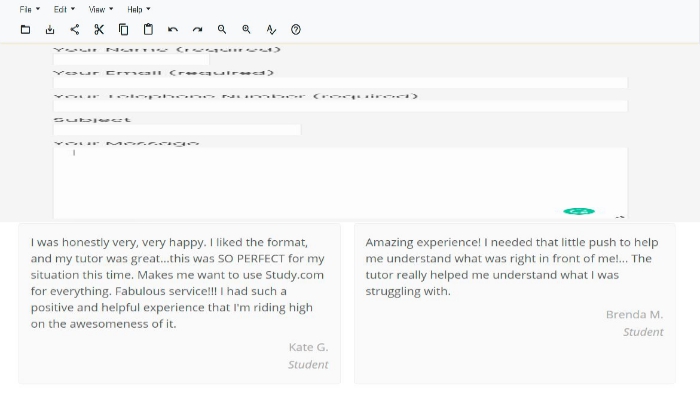 File Edit View Help
Your Name (required)
Your Email (required)
Your Telephone Number (required)
Subject
Your Message
I was honestly very, very happy. I liked the format,
and my tutor was great...this was SO PERFECT for my
situation this time. Makes me want to use Study.com
for everything. Fabulous service!!! I had such a
positive and helpful experience that I'm riding high
on the awesomeness of it.
Kate G.
Student
Amazing experience! I needed that little push to help
me understand what was right in front of me!... The
tutor really helped me understand what I was
struggling with.
Brenda M.
Student